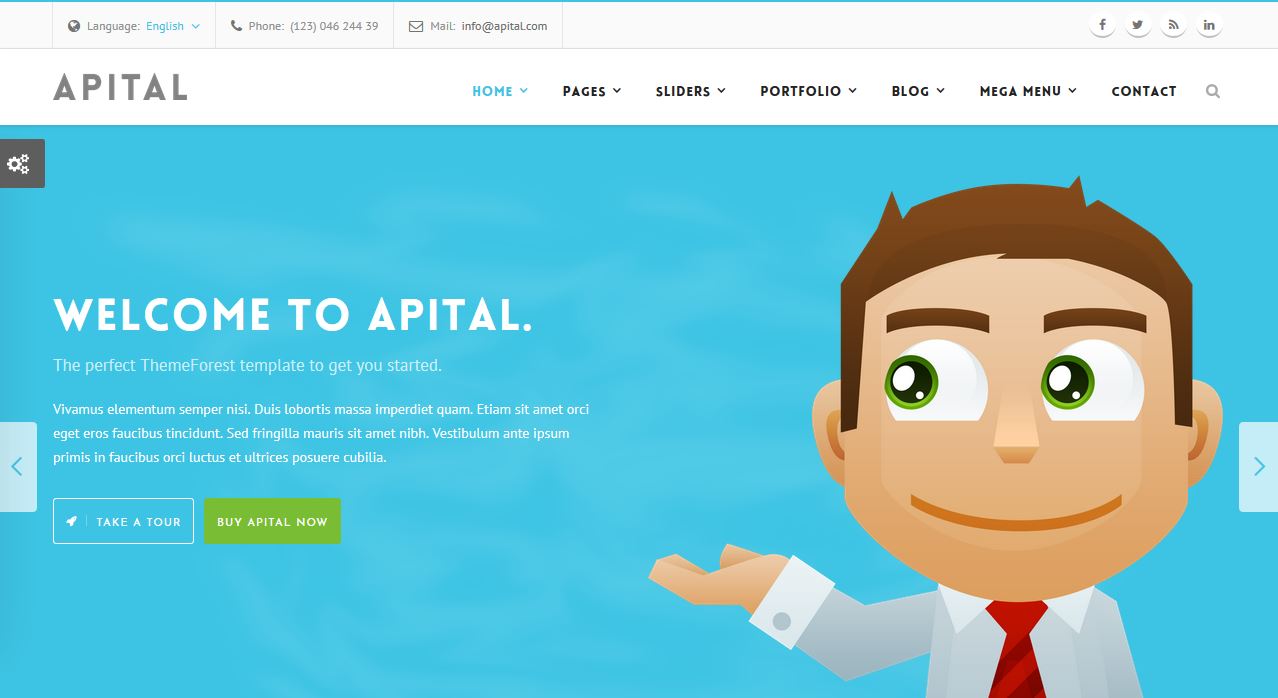 Language: English
Phone: (123) 046 244 39
Mail: info@apital.com
APITAL
HOME PAGES SLIDERS PORTFOLIO BLOG MEGA MENU CONTACT
WELCOME TO APITAL.
The perfect ThemeForest template to get you started.
Vivamus elementum semper nisi. Duis lobortis massa imperdiet quam. Etiam sit amet orci
eget eros faucibus tincidunt. Sed fringilla mauris sit amet nibh. Vestibulum ante ipsum
primis in faucibus orci luctus et ultrices posuere cubilia.
TAKE A TOUR
BUY APITAL NOW